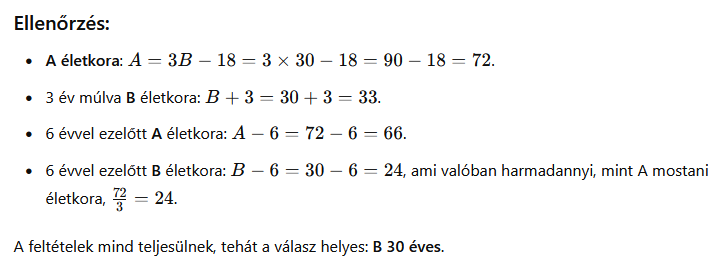 Ellenőrzés:
• A életkora: A = 3B − 18 = 3 × 30 − 18 = 90 − 18 = 72.
• 3 év múlva B életkora: B + 3 = 30 + 3 = 33.
• 6 évvel ezelőtt A életkora: A − 6 = 72 − 6 = 66.
• 6 évvel ezelőtt B életkora: B − 6 = 30 − 6 = 24, ami valóban harmadannyi, mint A mostani
életkora, 72/3 = 24.
A feltételek mind teljesülnek, tehát a válasz helyes: B 30 éves.